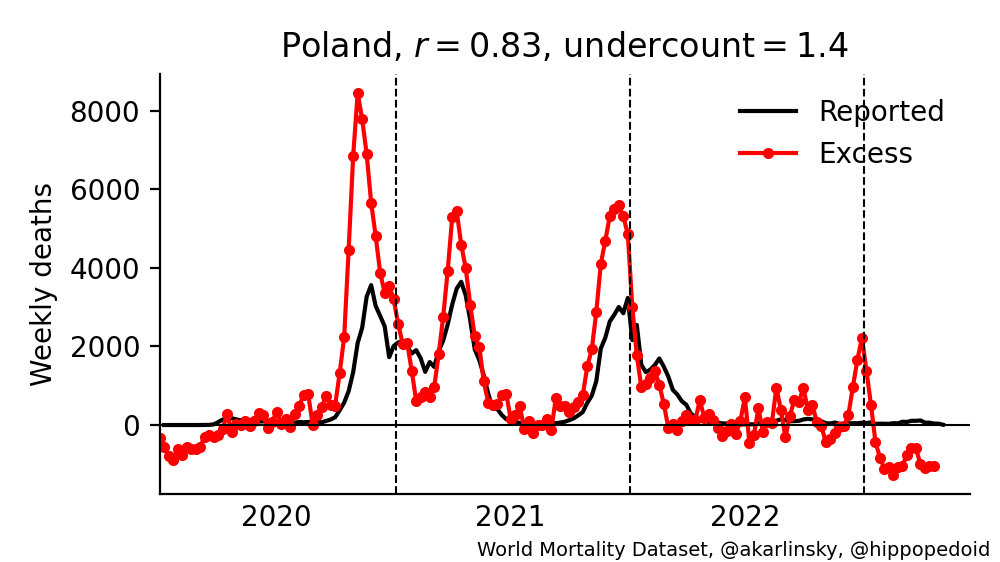 Poland, r = 0.83, undercount = 1.4
Weekly deaths
8000
6000
4000
2000
0
Reported
Excess
2020 2021 2022
World Mortality Dataset, @akarlinsky, @hippopedoid